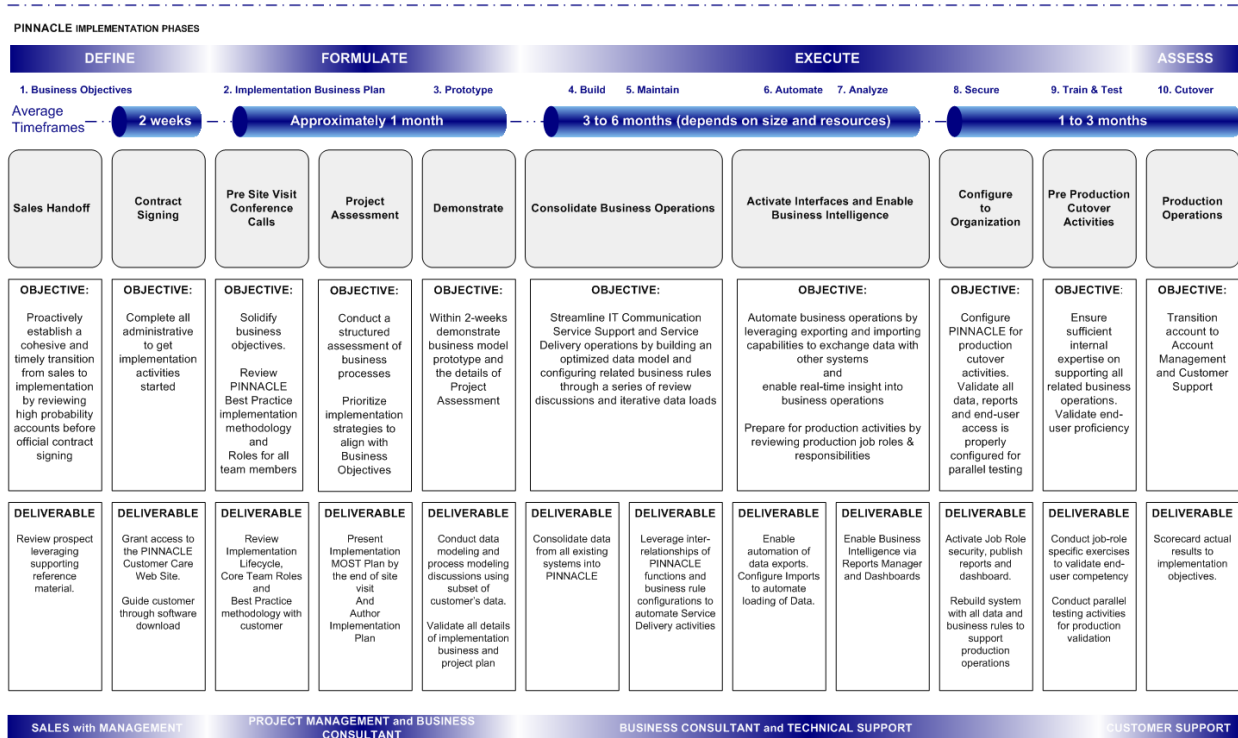 PINNACLE IMPLEMENTATION PHASES
DEFINE
FORMULATE
EXECUTE
ASSESS
1. Business Objectives
2. Implementation Business Plan
3. Prototype
4. Build
5. Maintain
6. Automate
7. Analyze
8. Secure
9. Train & Test
10. Cutover
Average
Timeframes
2 weeks
Approximately 1 month
3 to 6 months (depends on size and resources)
1 to 3 months
Sales Handoff
Contract
Signing
Pre Site Visit
Conference
Calls
Project
Assessment
Demonstrate
Consolidate Business Operations
Activate Interfaces and Enable
Business Intelligence
Configure
to
Organization
Pre Production
Cutover
Activities
Production
Operations
OBJECTIVE:
Proactively
establish a
cohesive and
timely transition
from sales to
implementation
by reviewing
high probability
accounts before
official contract
signing
OBJECTIVE:
Complete all
administrative
to get
implementation
activities
started
OBJECTIVE:
Solidify
business
objectives.
Review
PINNACLE
Best Practice
implementation
methodology
and
Roles for all
team members
OBJECTIVE:
Conduct a
structured
assessment of
business
processes
Prioritize
implementation
strategies to
align with
Business
Objectives
OBJECTIVE:
Within 2-weeks
demonstrate
business model
prototype and
the details of
Project
Assessment
OBJECTIVE:
Streamline IT Communication
Service Support and Service
Delivery operations by building an
optimized data model and
configuring related business rules
through a series of review
discussions and iterative data loads
OBJECTIVE:
Automate business operations by
leveraging exporting and importing
capabilities to exchange data with
other systems
and
enable real-time insight into
business operations
Prepare for production activities by
reviewing production job roles &
responsibilities
OBJECTIVE:
Configure
PINNACLE for
production
cutover
activities.
Validate all
data, reports
and end-user
access is
properly
configured for
parallel testing
OBJECTIVE:
Ensure
sufficient
internal
expertise on
supporting all
related business
operations.
Validate end-
user proficiency
OBJECTIVE:
Transition
account to
Account
Management
and Customer
Support
DELIVERABLE
Review prospect
leveraging
supporting
reference
material.
DELIVERABLE
Grant access to
the PINNACLE
Customer Care
Web Site.
Guide customer
through software
download
DELIVERABLE
Review
Implementation
Lifecycle,
Core Team Roles
and
Best Practice
methodology with
customer
DELIVERABLE
Present
Implementation
MOST Plan by
the end of site
visit
And
Author
Implementation
Plan
DELIVERABLE
Conduct data
modeling and
process modeling
discussions using
subset of
customer's data.
Validate all details
of implementation
business and
project plan
DELIVERABLE
Consolidate data
from all existing
systems into
PINNACLE
DELIVERABLE
Leverage inter-
relationships of
PINNACLE
functions and
business rule
configurations to
automate Service
Delivery activities
DELIVERABLE
Enable
automation of
data exports.
Configure Imports
to automate
loading of Data.
DELIVERABLE
Enable Business
Intelligence via
Reports Manager
and Dashboards
DELIVERABLE
Activate Job Role
security, publish
reports and
dashboard.
Rebuild system
with all data and
business rules to
support
production
operations
DELIVERABLE
Conduct job-role
specific exercises
to validate end-
user competency
Conduct parallel
testing activities
for production
validation
DELIVERABLE
Scorecard actual
results to
implementation
objectives.
SALES with MANAGEMENT
PROJECT MANAGEMENT and BUSINESS
CONSULTANT
BUSINESS CONSULTANT and TECHNICAL SUPPORT
CUSTOMER SUPPORT